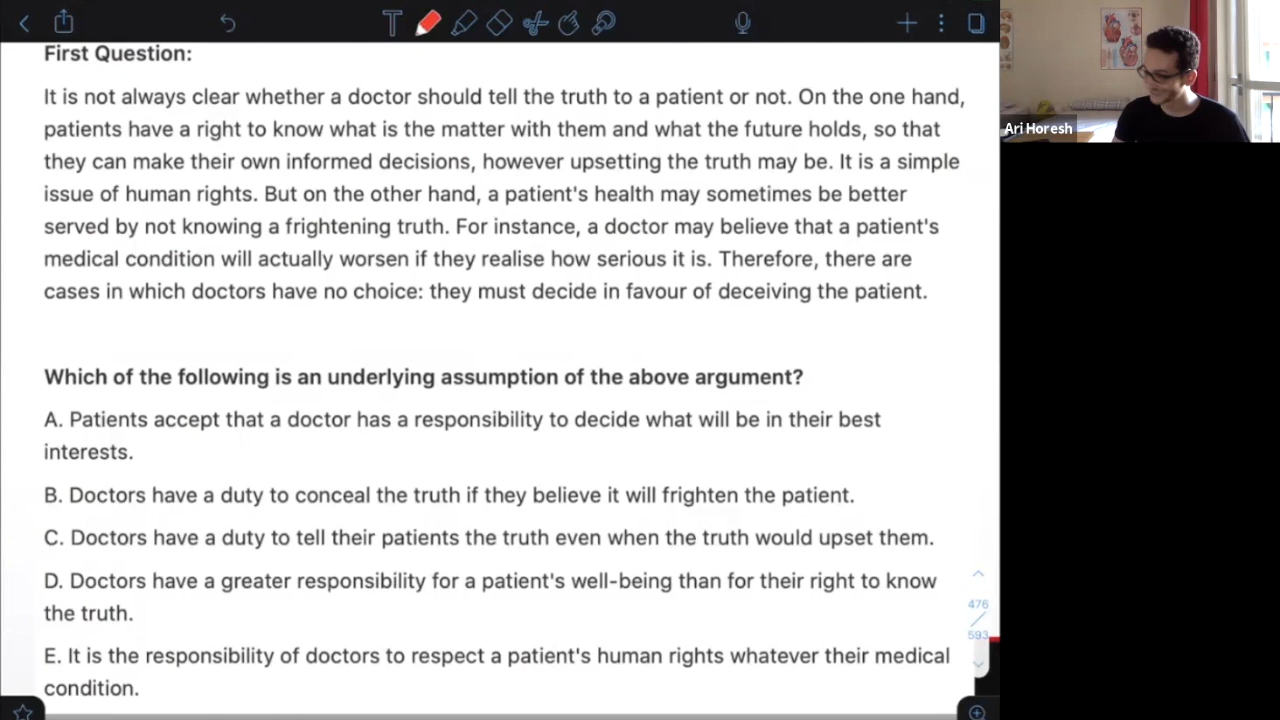 First Question:
It is not always clear whether a doctor should tell the truth to a patient or not. On the one hand,
patients have a right to know what is the matter with them and what the future holds, so that
they can make their own informed decisions, however upsetting the truth may be. It is a simple
issue of human rights. But on the other hand, a patient's health may sometimes be better
served by not knowing a frightening truth. For instance, a doctor may believe that a patient's
medical condition will actually worsen if they realise how serious it is. Therefore, there are
cases in which doctors have no choice: they must decide in favour of deceiving the patient.
Which of the following is an underlying assumption of the above argument?
A. Patients accept that a doctor has a responsibility to decide what will be in their best
interests.
B. Doctors have a duty to conceal the truth if they believe it will frighten the patient.
C. Doctors have a duty to tell their patients the truth even when the truth would upset them.
D. Doctors have a greater responsibility for a patient's well-being than for their right to know
the truth.
E. It is the responsibility of doctors to respect a patient's human rights whatever their medical
condition.
476
/
593
Ari Horesh